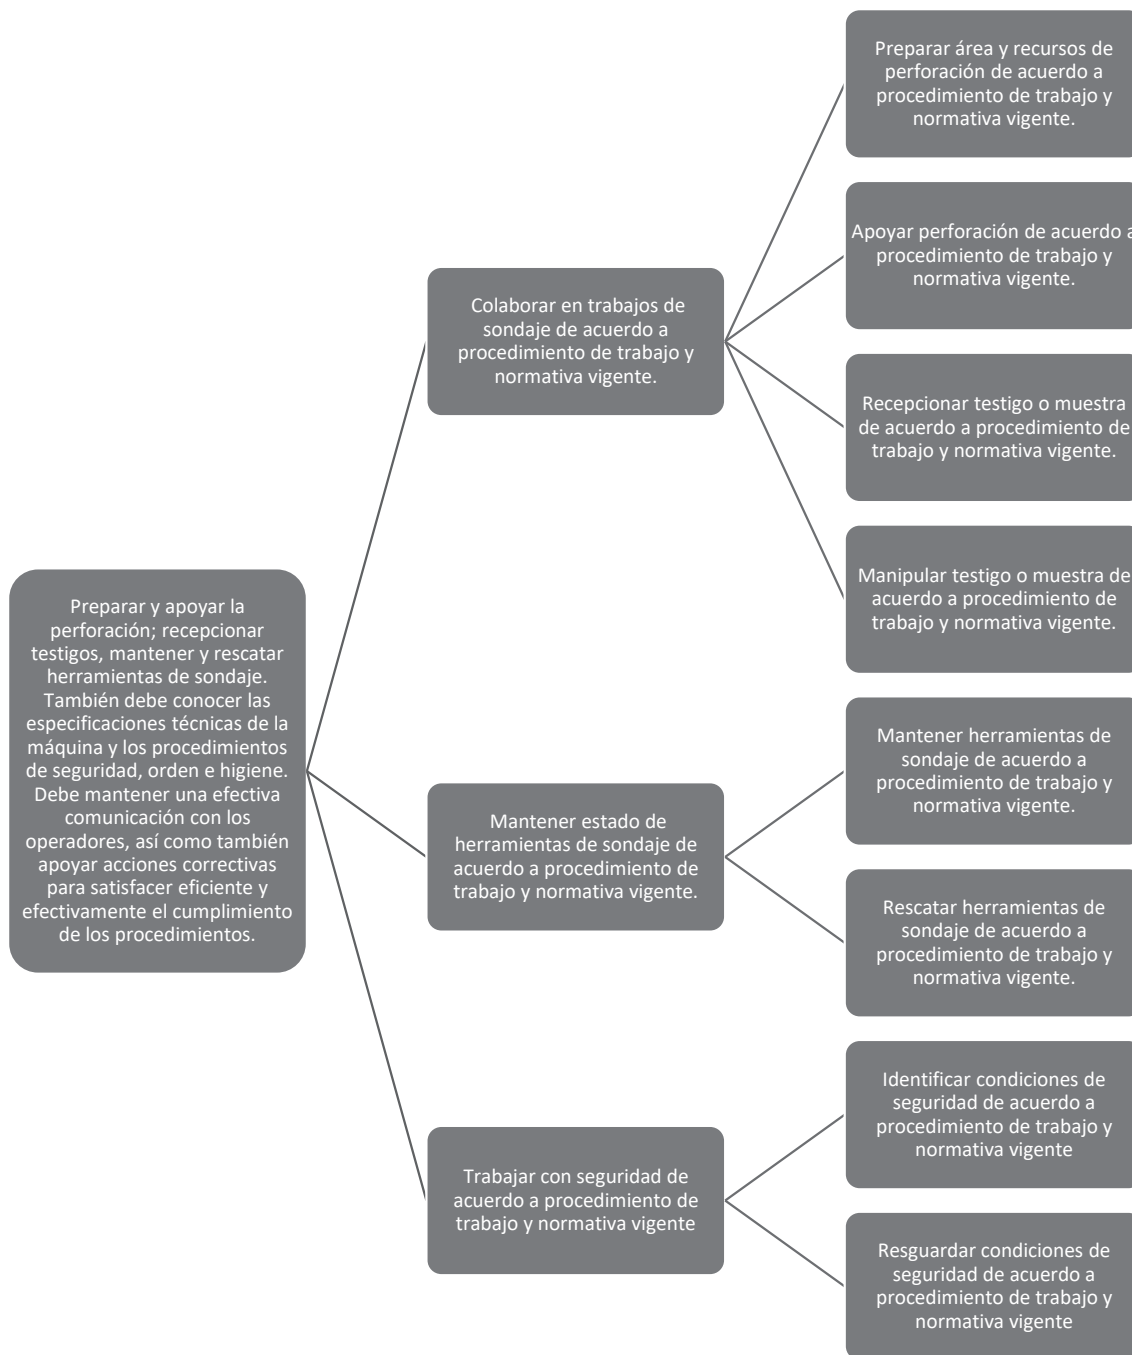 Preparar y apoyar la
perforación; recepcionar
testigos, mantener y rescatar
herramientas de sondaje.
También debe conocer las
especificaciones técnicas de la
máquina y los procedimientos
de seguridad, orden e higiene.
Debe mantener una efectiva
comunicación con los
operadores, así como también
apoyar acciones correctivas
para satisfacer eficiente y
efectivamente el cumplimiento
de los procedimientos.
Colaborar en trabajos de
sondaje de acuerdo a
procedimiento de trabajo y
normativa vigente.
Preparar área y recursos de
perforación de acuerdo a
procedimiento de trabajo y
normativa vigente.
Apoyar perforación de acuerdo a
procedimiento de trabajo y
normativa vigente.
Recepcionar testigo o muestra
de acuerdo a procedimiento de
trabajo y normativa vigente.
Manipular testigo o muestra de
acuerdo a procedimiento de
trabajo y normativa vigente.
Mantener estado de
herramientas de sondaje de
acuerdo a procedimiento de
trabajo y normativa vigente.
Mantener herramientas de
sondaje de acuerdo a
procedimiento de trabajo y
normativa vigente.
Rescatar herramientas de
sondaje de acuerdo a
procedimiento de trabajo y
normativa vigente.
Trabajar con seguridad de
acuerdo a procedimiento de
trabajo y normativa vigente
Identificar condiciones de
seguridad de acuerdo a
procedimiento de trabajo y
normativa vigente
Resguardar condiciones de
seguridad de acuerdo a
procedimiento de trabajo y
normativa vigente